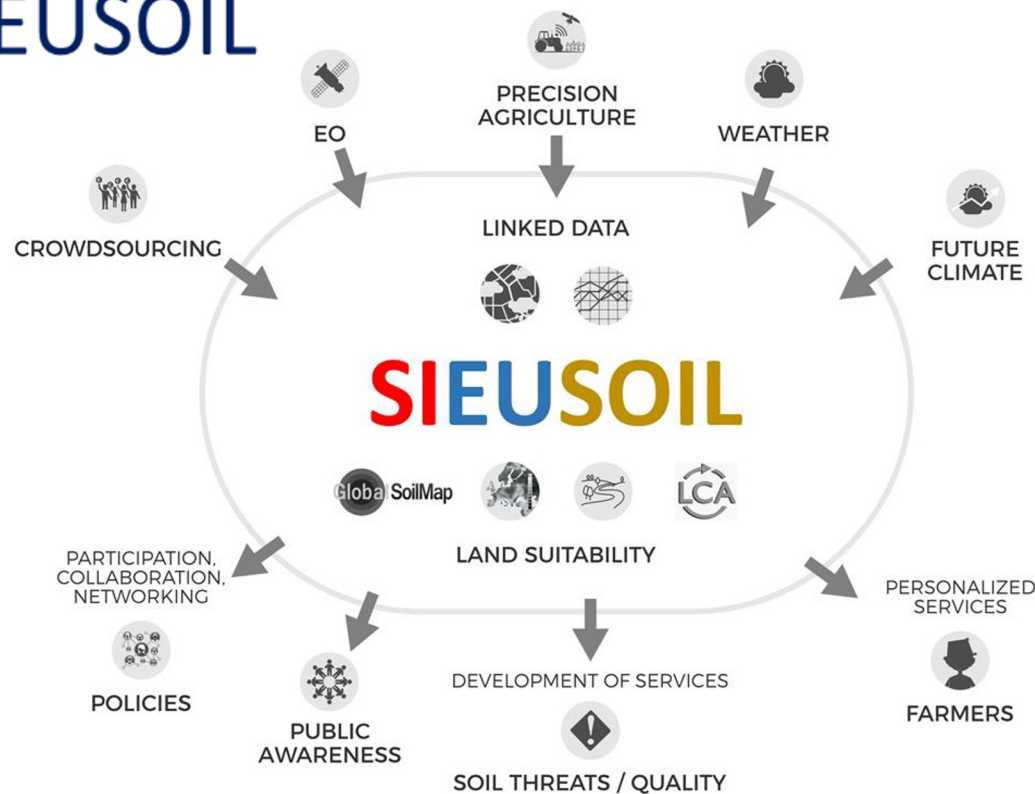 EUSOIL
EO
PRECISION
AGRICULTURE
WEATHER
CROWDSOURCING
FUTURE
CLIMATE
LINKED DATA
SIEUSOIL
Global SoilMap
LCA
LAND SUITABILITY
PARTICIPATION,
COLLABORATION,
NETWORKING
POLICIES
PUBLIC
AWARENESS
DEVELOPMENT OF SERVICES
SOIL THREATS / QUALITY
PERSONALIZED
SERVICES
FARMERS